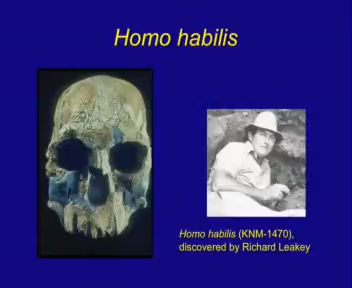 Homo habilis
Homo habilis (KNM-1470),
discovered by Richard Leakey